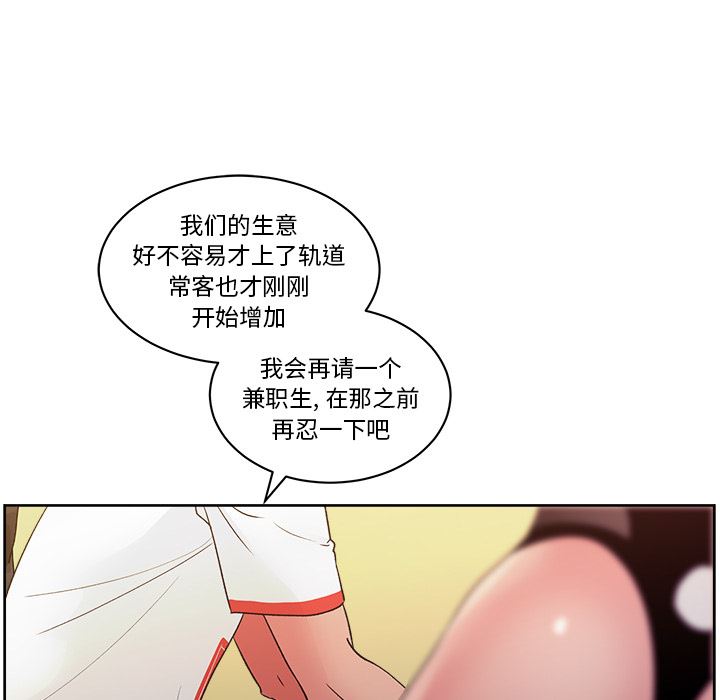 我们的生意
好不容易才上了轨道
常客也才刚刚
开始增加
我会再请一个
兼职生, 在那之前
再忍一下吧